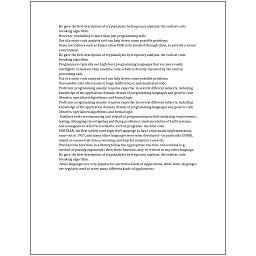 He gave the first description of cryptanalysis by frequency analysis, the earliest code-
breaking algorithm.
However, readability is more than just programming style.
Use of a static code analysis tool can help detect some possible problems.
Some text editors such as Emacs allow GDB to be invoked through them, to provide a visual
environment.
He gave the first description of cryptanalysis by frequency analysis, the earliest code-
breaking algorithm.
Programmers typically use high-level programming languages that are more easily
intelligible to humans than machine code, which is directly executed by the central
processing unit.
Use of a static code analysis tool can help detect some possible problems.
Unreadable code often leads to bugs, inefficiencies, and duplicated code.
Proficient programming usually requires expertise in several different subjects, including
knowledge of the application domain, details of programming languages and generic code
libraries, specialized algorithms, and formal logic.
Proficient programming usually requires expertise in several different subjects, including
knowledge of the application domain, details of programming languages and generic code
libraries, specialized algorithms, and formal logic.
Auxiliary tasks accompanying and related to programming include analyzing requirements,
testing, debugging (investigating and fixing problems), implementation of build systems,
and management of derived artifacts, such as programs' machine code.
FORTRAN, the first widely used high-level language to have a functional implementation,
came out in 1957, and many other languages were soon developed—in particular, COBOL
aimed at commercial data processing, and Lisp for computer research.
Provided the functions in a library follow the appropriate run-time conventions (e.g.,
method of passing arguments), then these functions may be written in any other language.
He gave the first description of cryptanalysis by frequency analysis, the earliest code-
breaking algorithm.
Some languages are very popular for particular kinds of applications, while some languages
are regularly used to write many different kinds of applications.